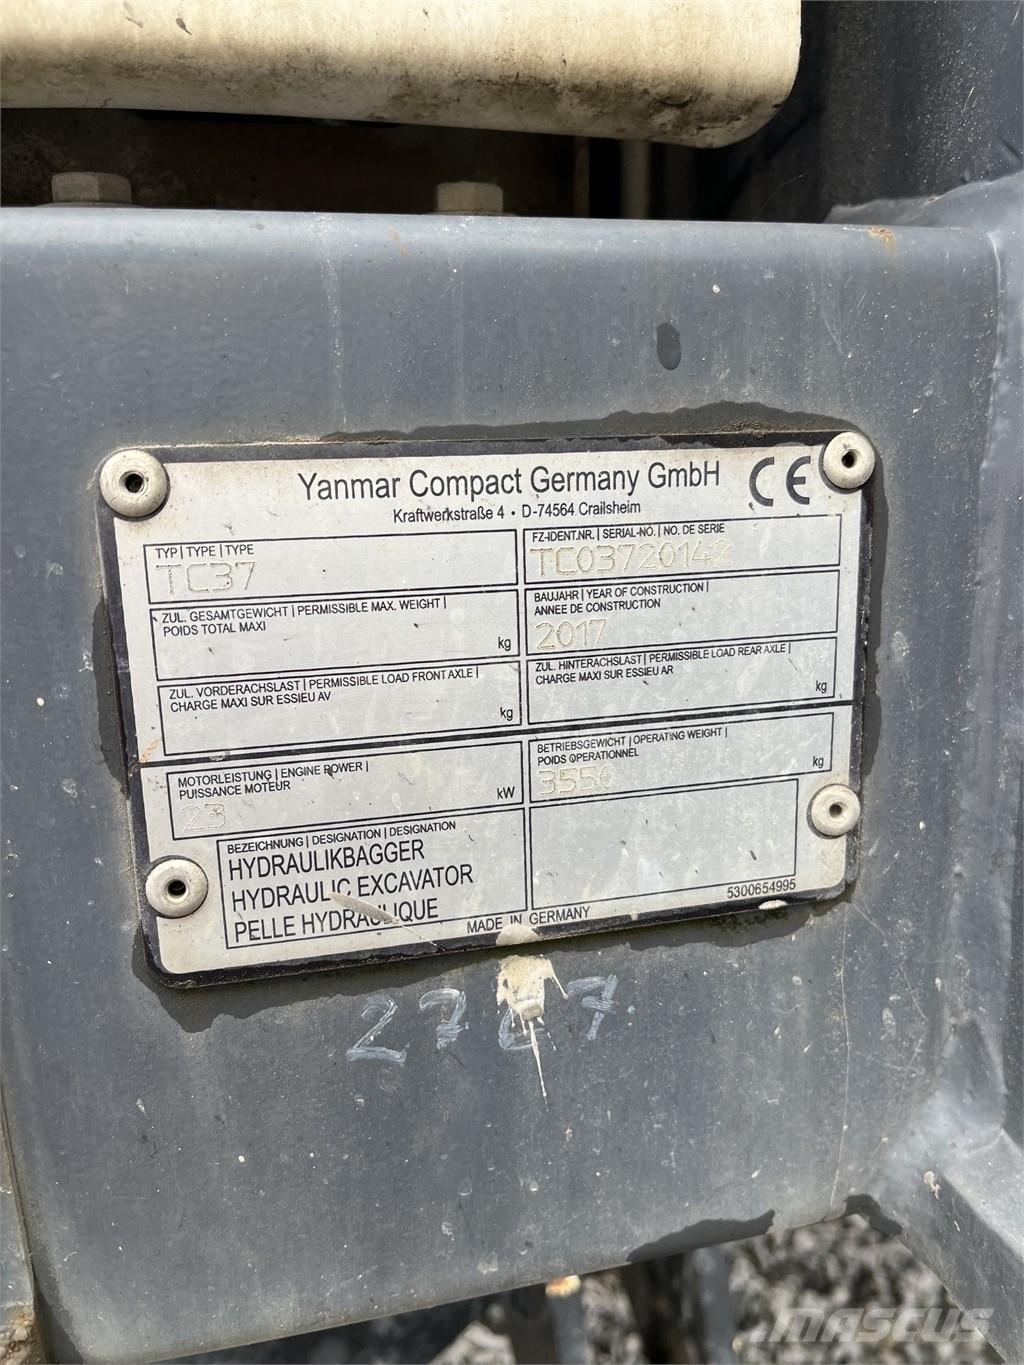 Yanmar Compact Germany GmbH CE
Kraftwerkstraße 4 • D-74564 Crailsheim
TYP | TYPE | TYPE
TC37
FZ-IDENT.NR. | SERIAL-NO. | NO. DE SERIE
TC03720142
ZUL. GESAMTGEWICHT | PERMISSIBLE MAX. WEIGHT |
POIDS TOTAL MAXI
kg
BAUJAHR | YEAR OF CONSTRUCTION |
ANNEE DE CONSTRUCTION
2017
ZUL. VORDERACHSLAST | PERMISSIBLE LOAD FRONT AXLE |
CHARGE MAXI SUR ESSIEU AV
kg
ZUL. HINTERACHSLAST | PERMISSIBLE LOAD REAR AXLE |
CHARGE MAXI SUR ESSIEU AR
kg
MOTORLEISTUNG | ENGINE POWER |
PUISSANCE MOTEUR
23 kW
BETRIEBSGEWICHT | OPERATING WEIGHT |
POIDS OPERATIONNEL
3550 kg
BEZEICHNUNG | DESIGNATION | DESIGNATION
HYDRAULIKBAGGER
HYDRAULIC EXCAVATOR
PELLE HYDRAULIQUE
MADE IN GERMANY
5300654995
MASCUS